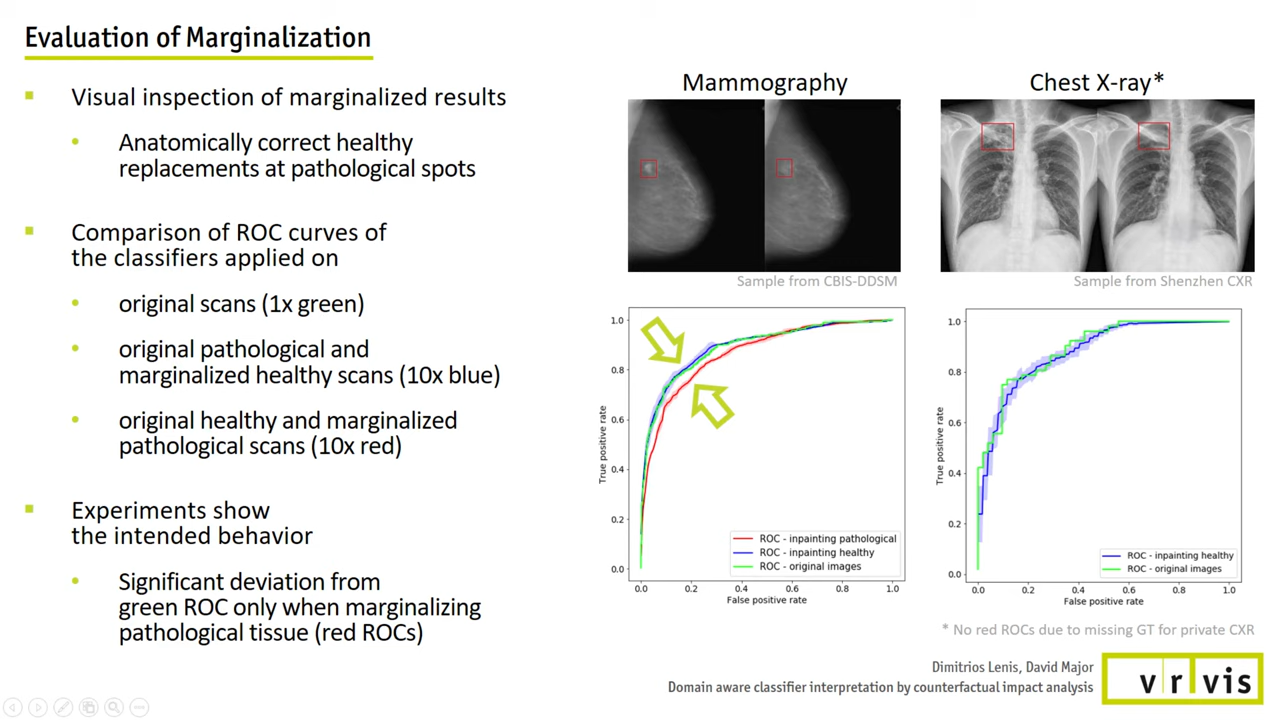 Evaluation of Marginalization
Visual inspection of marginalized results
Anatomically correct healthy
replacements at pathological spots
Comparison of ROC curves of
the classifiers applied on
original scans (1x green)
original pathological and
marginalized healthy scans (10x blue)
original healthy and marginalized
pathological scans (10x red)
Experiments show
the intended behavior
Significant deviation from
green ROC only when marginalizing
pathological tissue (red ROCs)
Mammography
Sample from CBIS-DDSM
Chest X-ray*
Sample from Shenzhen CXR
1.0
0.8
0.6
0.4
0.2
0.0
True positive rate
ROC - inpainting pathological
ROC - inpainting healthy
ROC - original images
0.0 0.2 0.4 0.6 0.8 1.0
False positive rate
1.0
0.8
0.6
0.4
0.2
0.0
True positive rate
ROC - inpainting healthy
ROC - original images
0.0 0.2 0.4 0.6 0.8 1.0
False positive rate
* No red ROCs due to missing GT for private CXR
Dimitrios Lenis, David Major
Domain aware classifier interpretation by counterfactual impact analysis
vrvis